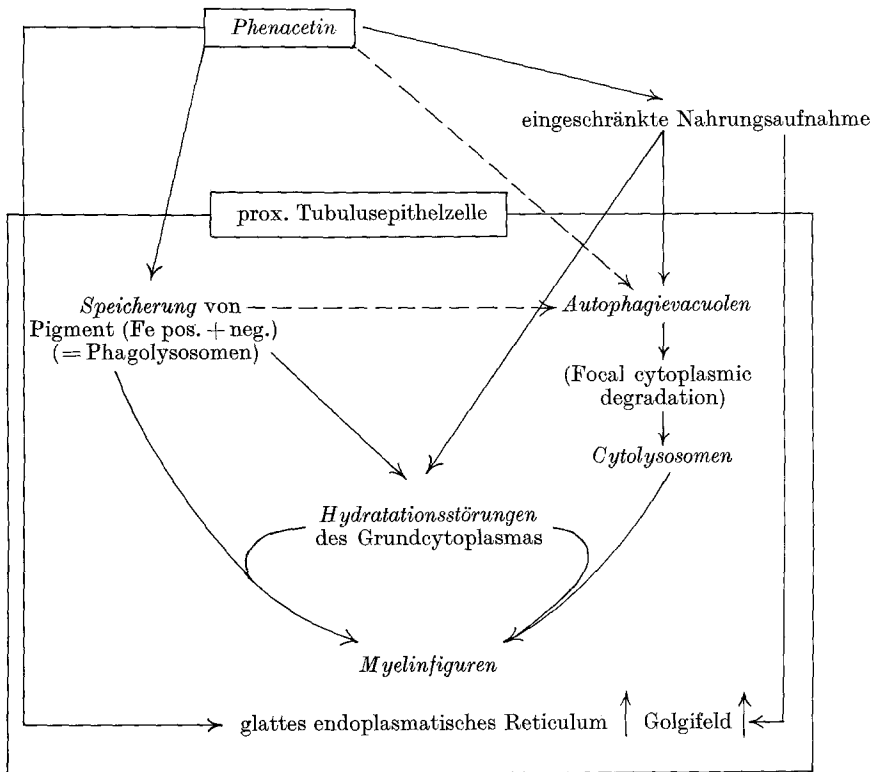 Phenacetin
eingeschränkte Nahrungsaufnahme
prox. Tubulusepithelzelle
Speicherung von
Pigment (Fe pos. + neg.)
(= Phagolysosomen)
Autophagievacuolen
(Focal cytoplasmic
degradation)
Cytolysosomen
Hydratationsstörungen
des Grundcytoplasmas
Myelinfiguren
glattes endoplasmatisches Reticulum ↑ Golgifeld ↑